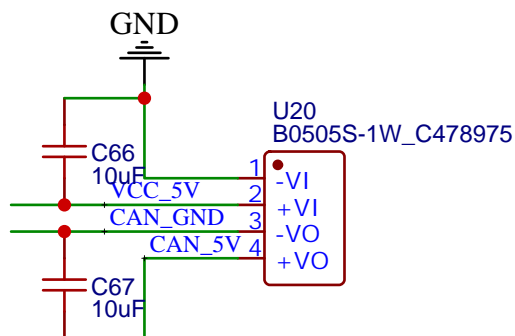 GND
U20
B0505S-1W_C478975
C66
10uF
VCC_5V
CAN_GND
CAN_5V
1
2
3
4
-VI
+VI
-VO
+VO
C67
10uF